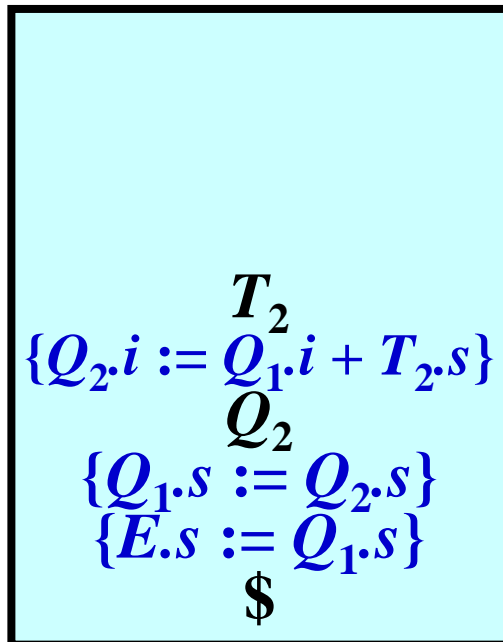 T₂
{Q₂.i := Q₁.i + T₂.s}
Q₂
{Q₁.s := Q₂.s}
{E.s := Q₁.s}
$